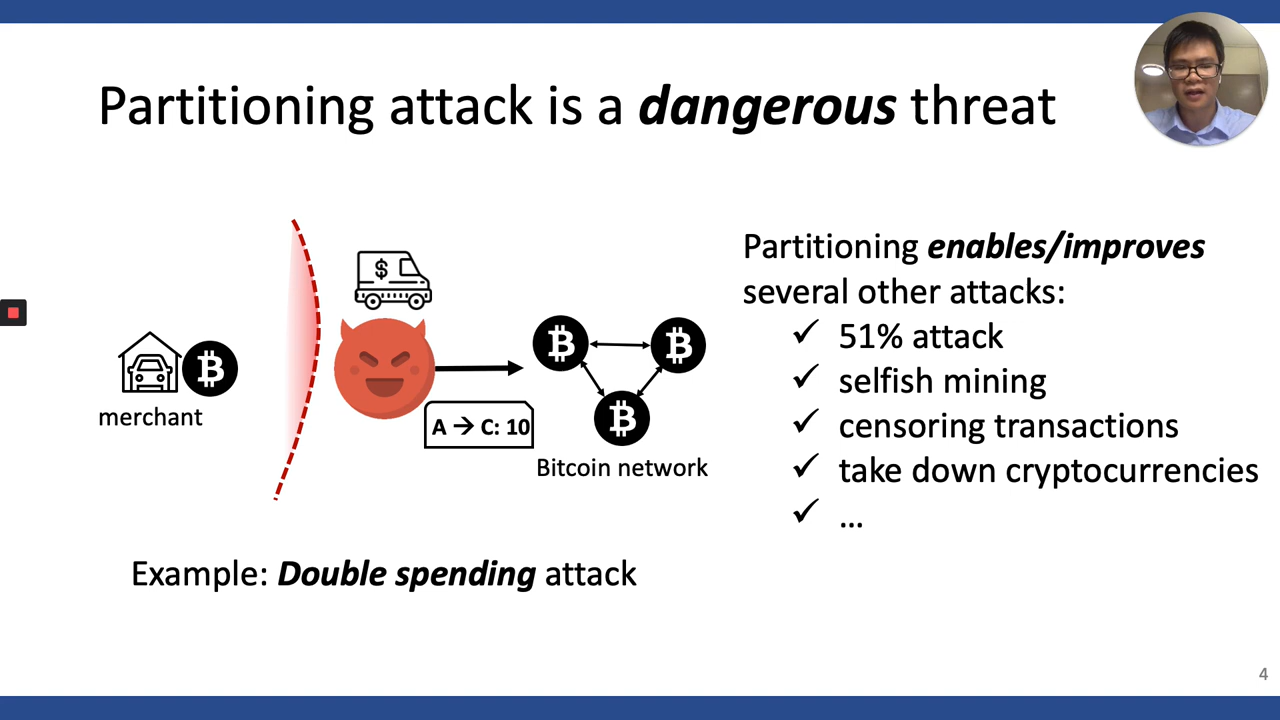 Partitioning attack is a dangerous threat
$
merchant
A → C: 10
Bitcoin network
Example: Double spending attack
Partitioning enables/improves
several other attacks:
✓ 51% attack
✓ selfish mining
✓ censoring transactions
✓ take down cryptocurrencies
✓ ...
4